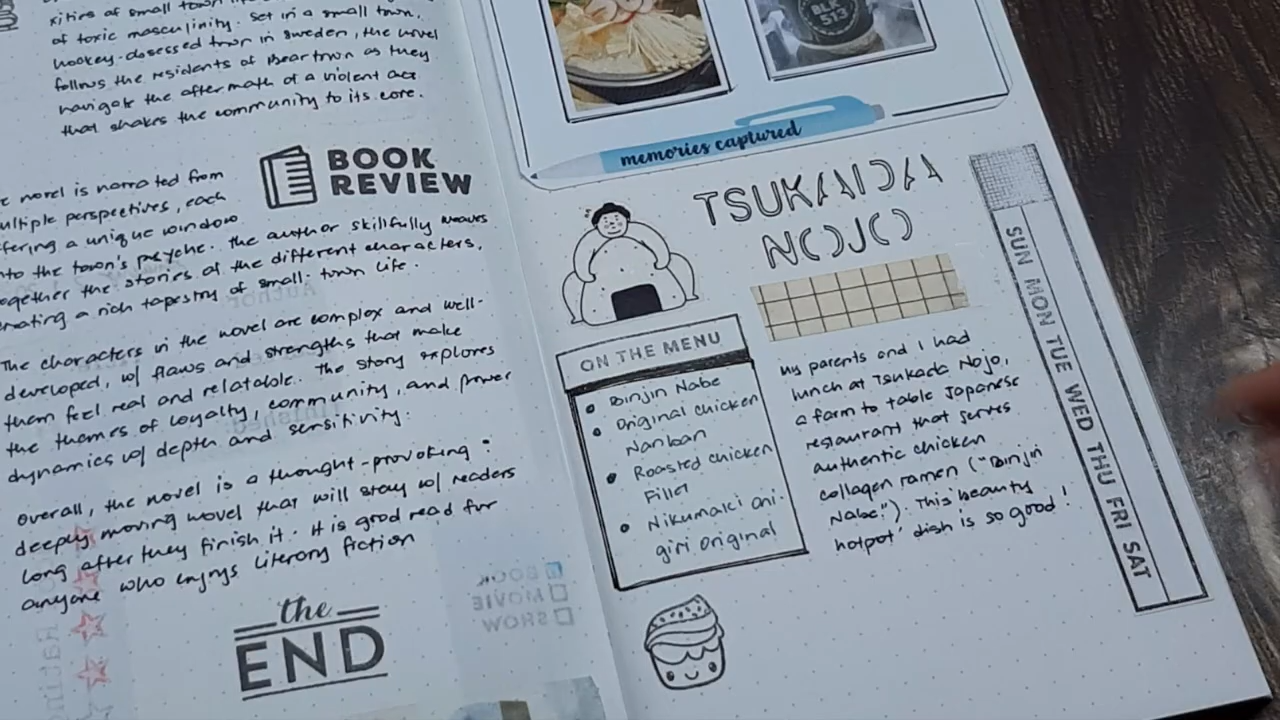 of toxic masculinity. Set in a small town,
hockey-obsessed town in Sweden, the novel
follows the residents of Beartown as they
navigate the aftermath of a violent act
that shakes the community to its core.
BOOK
REVIEW
novel is narrated from
perspectives, each
a unique window
the town's psyche. The author skillfully weaves
the stories of the different characters,
a rich tapestry of small-town life.
The characters in the novel are complex and well-
developed, w/ flaws and strengths that make
them feel real and relatable. The story explores
the themes of loyalty, community, and power
dynamics w/ depth and sensitivity.
Overall, the novel is a thought-provoking :
deeply moving novel that will stay w/ readers
long after they finish it. It is good read for
anyone who enjoys literary fiction
the
END
BLK
513
memories captured
TSUKADA
NOJO
ON THE MENU
Binjin Nabe
Original chicken
Nanban
Roasted chicken
Fillet
Nikumaki oni-
giri original
My parents and I had
lunch at Tsukada Nojo,
a farm to table Japanese
restaurant that serves
authentic chicken
collagen ramen ("Binjin
Nabe"). This 'beauty
hotpot' dish is so good!
SUN MON TUE WED THU FRI SAT
BOOK
MOVIE
SHOW